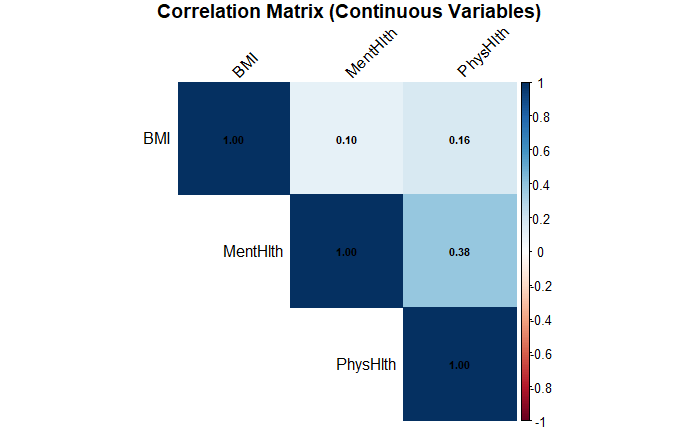 Correlation Matrix (Continuous Variables)
BMI
MentHlth
PhysHlth
BMI
1.00
0.10
0.16
MentHlth
1.00
0.38
PhysHlth
1.00
1
0.8
0.6
0.4
0.2
0
-0.2
-0.4
-0.6
-0.8
-1